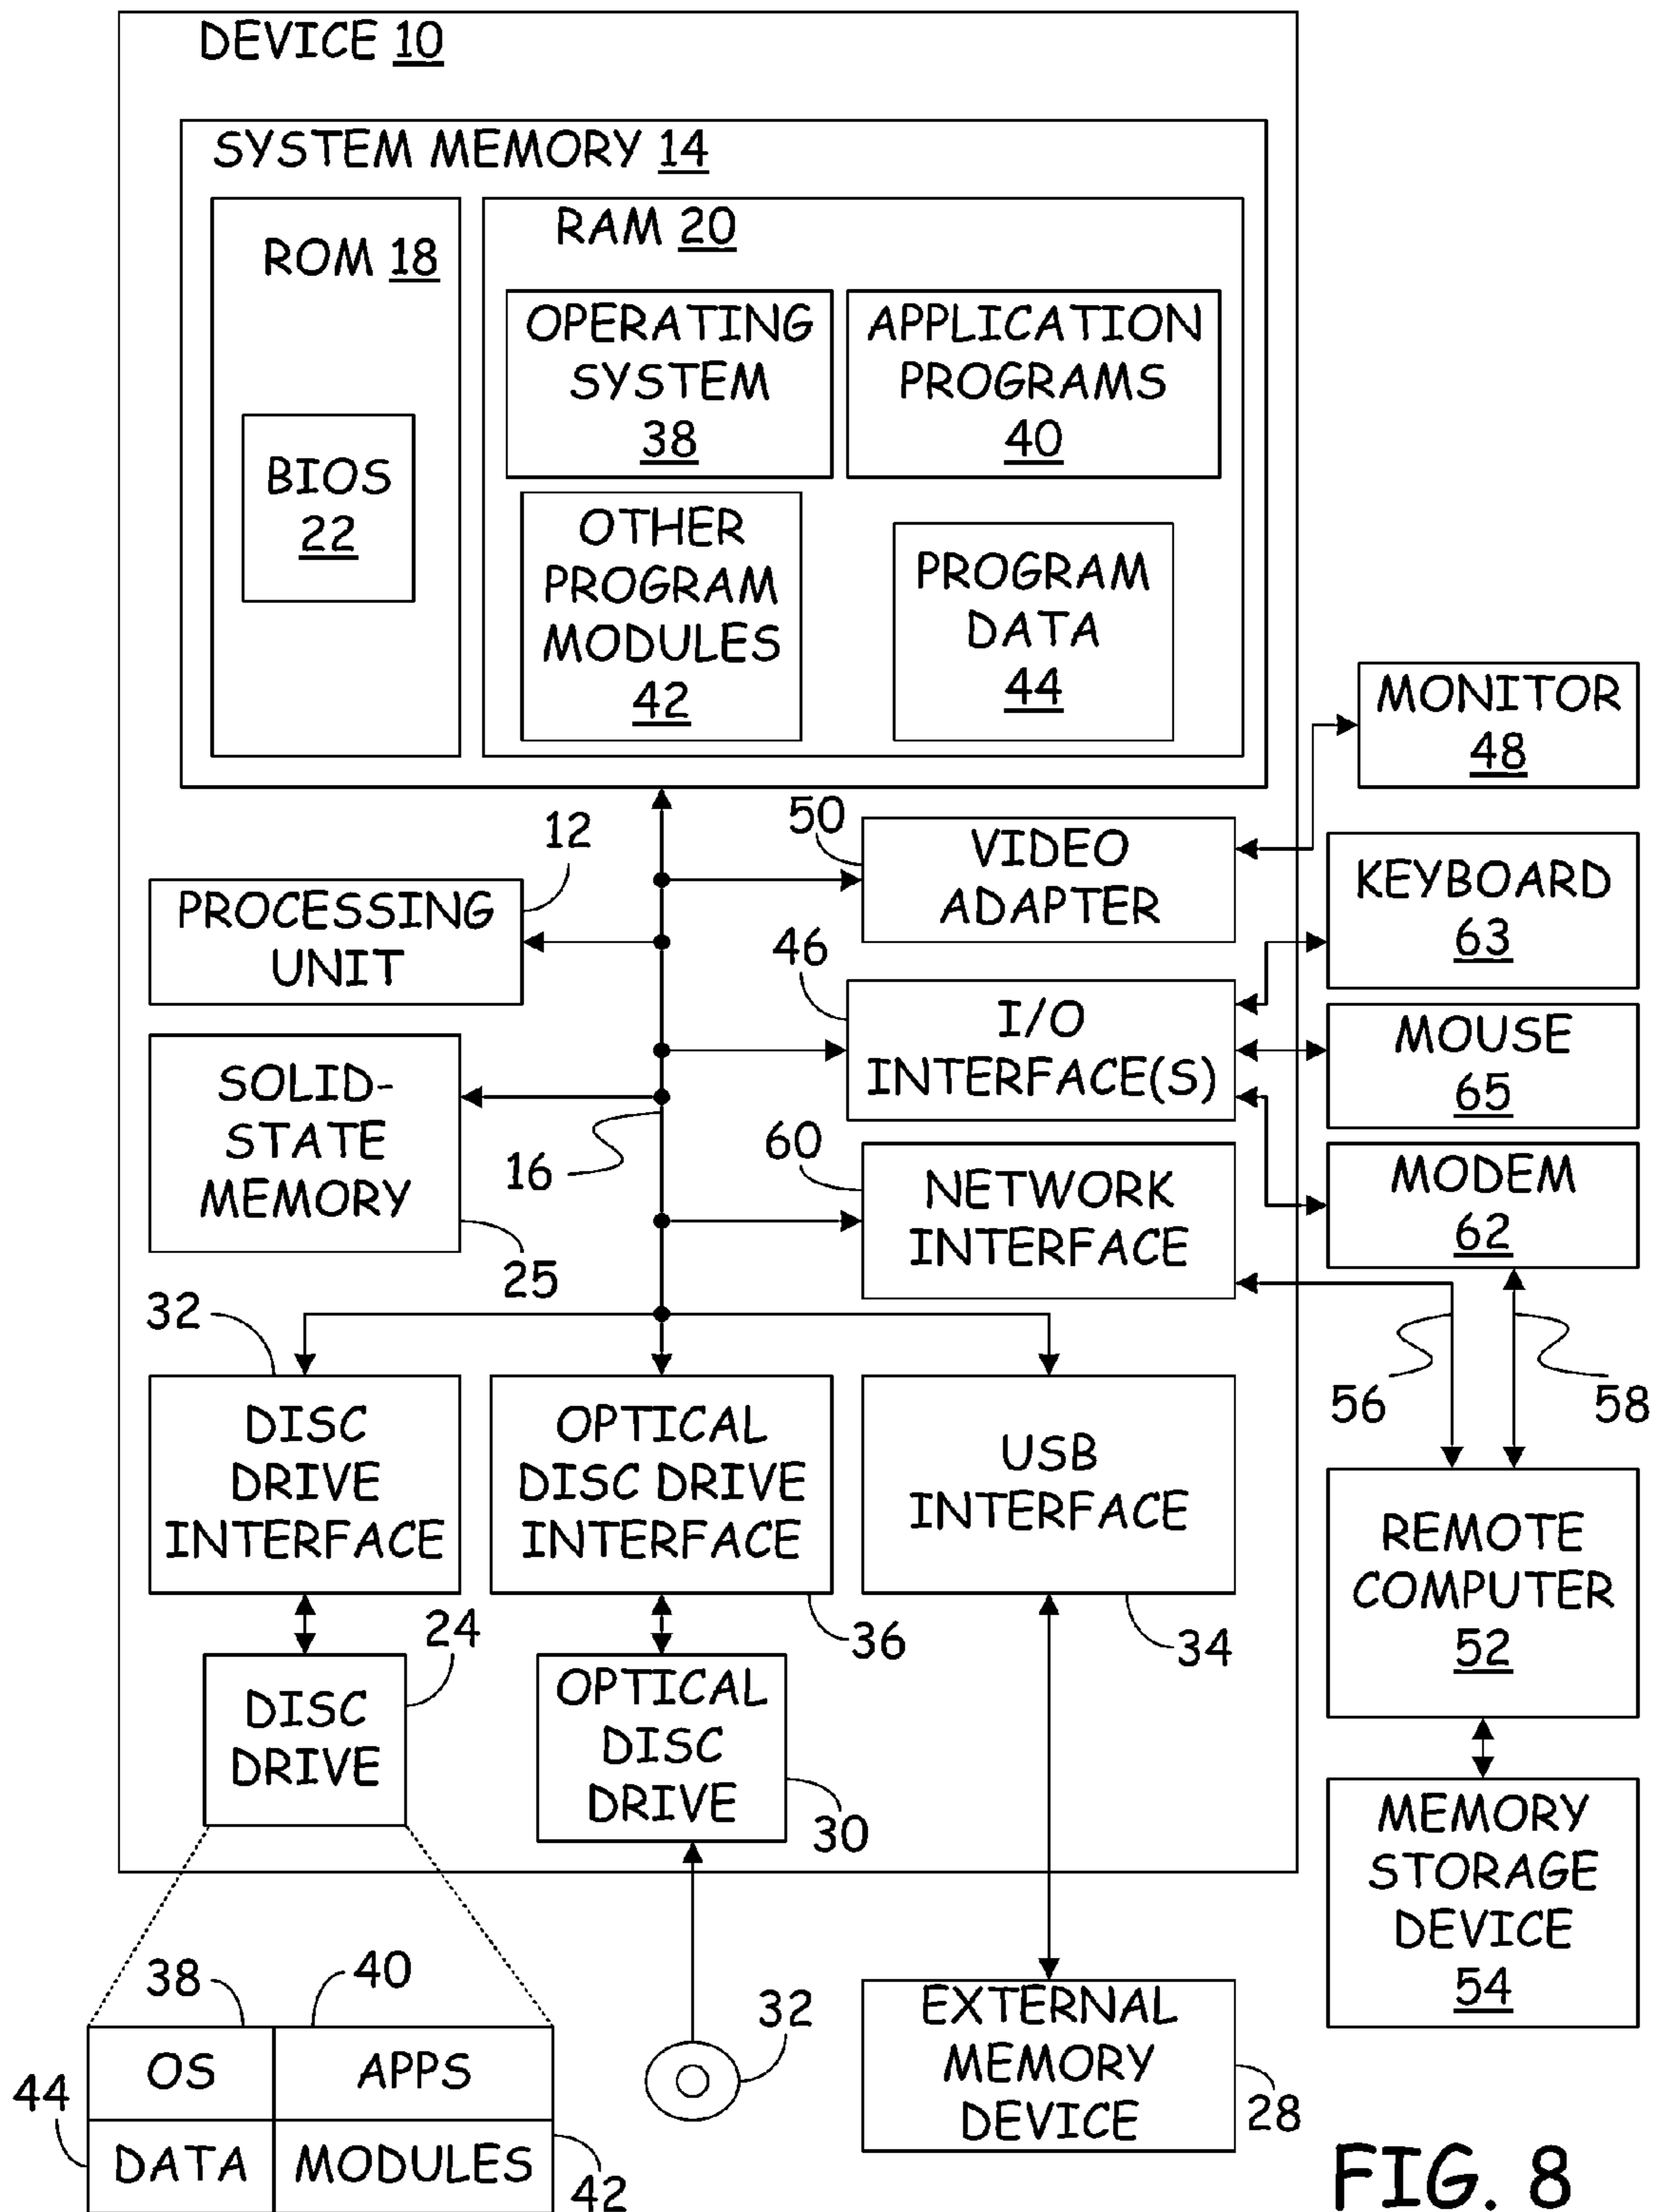 DEVICE 10
SYSTEM MEMORY 14
ROM 18
BIOS
22
RAM 20
OPERATING
SYSTEM
38
APPLICATION
PROGRAMS
40
OTHER
PROGRAM
MODULES
42
PROGRAM
DATA
44
MONITOR
48
12
PROCESSING
UNIT
50
VIDEO
ADAPTER
KEYBOARD
63
46
I/O
INTERFACE(S)
MOUSE
65
SOLID-
STATE
MEMORY
25
16
60
NETWORK
INTERFACE
MODEM
62
56
58
32
DISC
DRIVE
INTERFACE
OPTICAL
DISC DRIVE
INTERFACE
36
USB
INTERFACE
34
REMOTE
COMPUTER
52
24
DISC
DRIVE
OPTICAL
DISC
DRIVE
30
MEMORY
STORAGE
DEVICE
54
38
40
OS
APPS
44
DATA
MODULES
42
32
EXTERNAL
MEMORY
DEVICE
28
FIG. 8